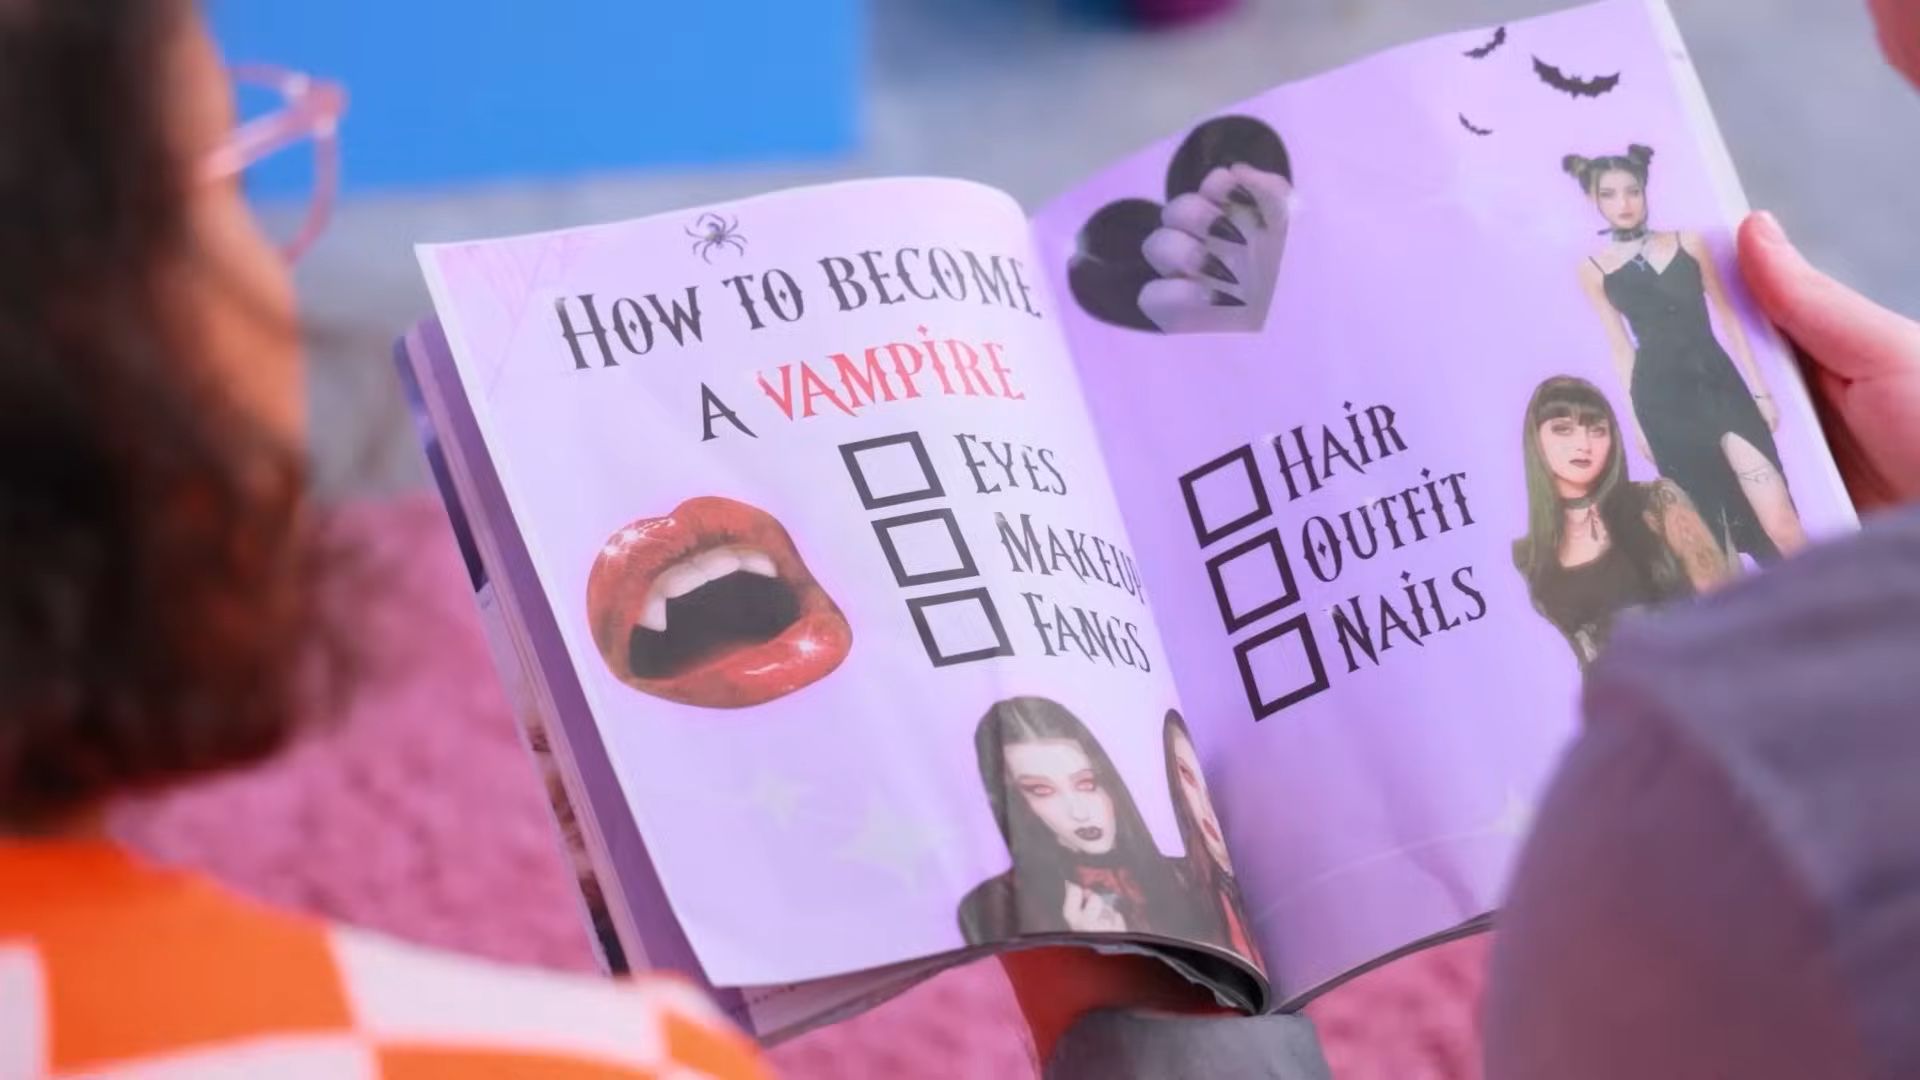 HOW TO BECOME
A VAMPIRE
EYES
MAKEUP
FANGS
HAIR
OUTFIT
NAILS